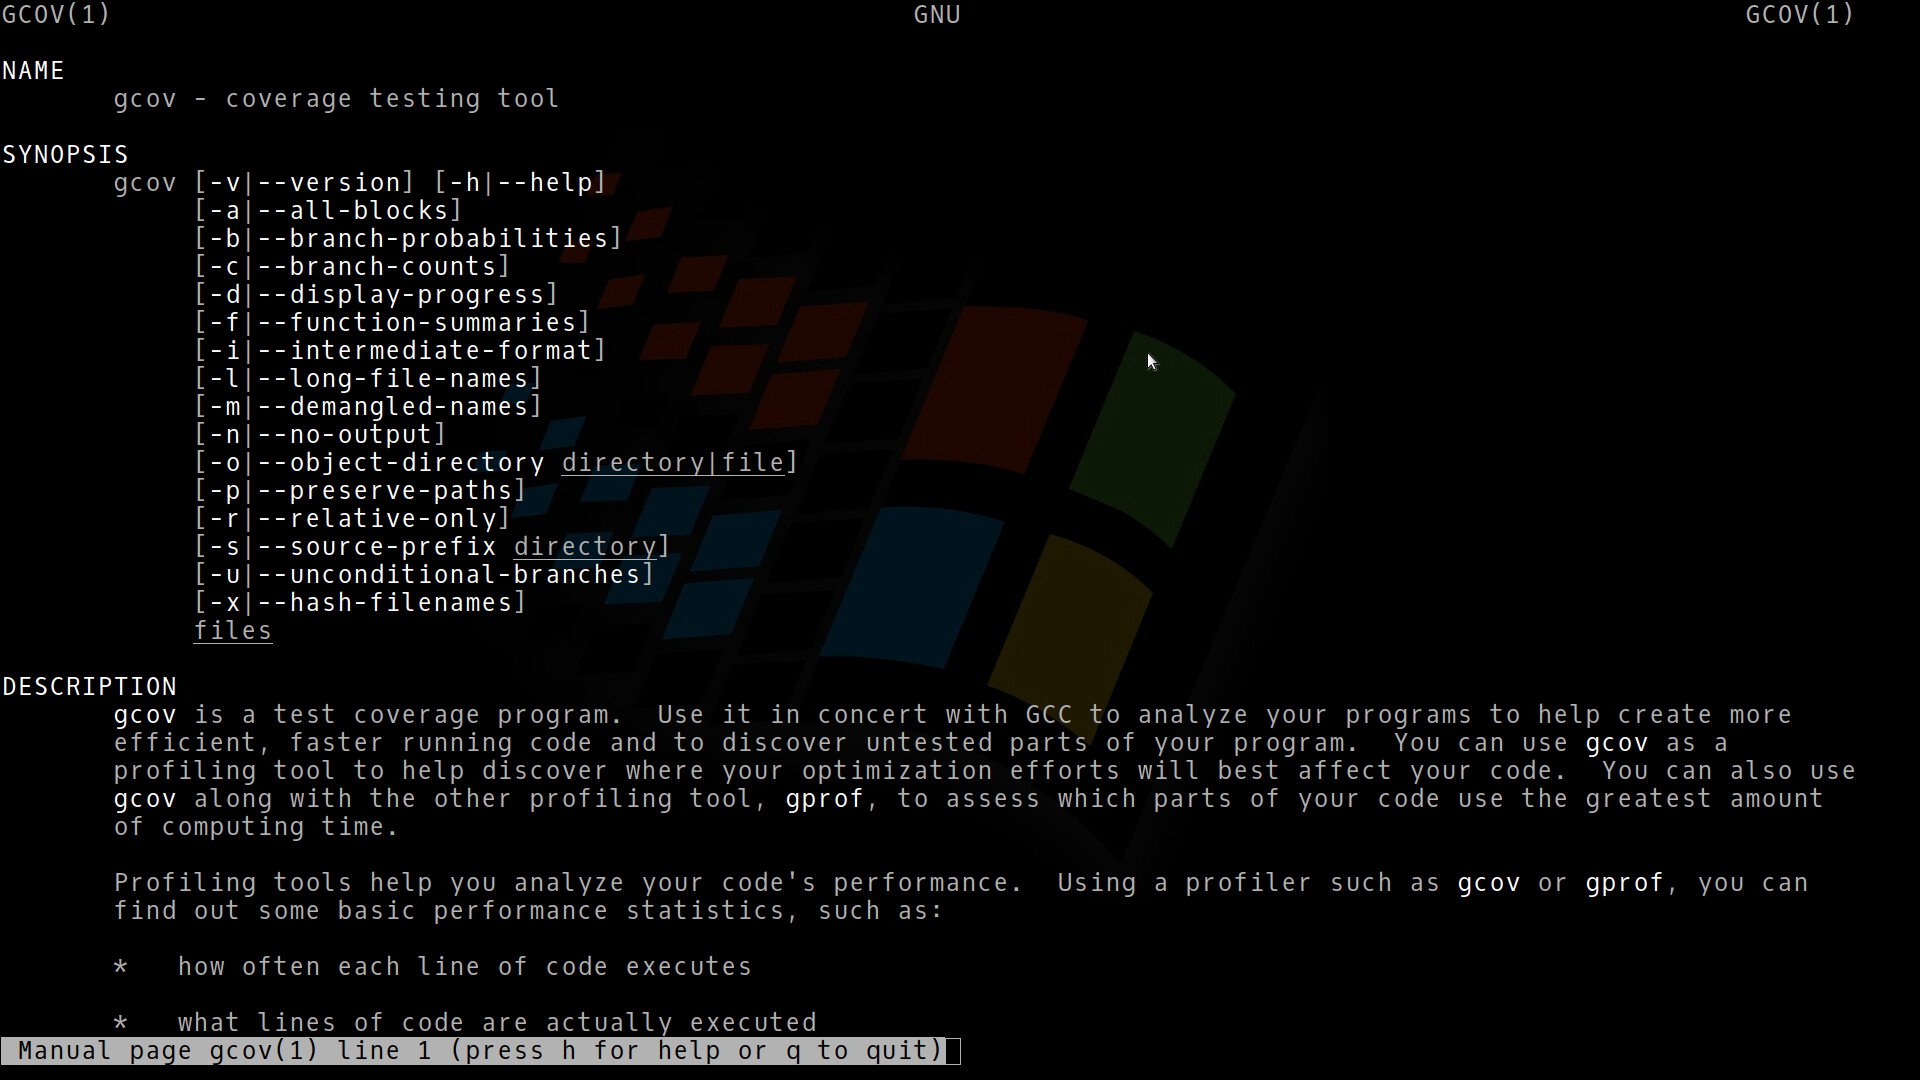 GCOV(1) GNU GCOV(1)
NAME
gcov - coverage testing tool
SYNOPSIS
gcov [-v|--version] [-h|--help]
[-a|--all-blocks]
[-b|--branch-probabilities]
[-c|--branch-counts]
[-d|--display-progress]
[-f|--function-summaries]
[-i|--intermediate-format]
[-l|--long-file-names]
[-m|--demangled-names]
[-n|--no-output]
[-o|--object-directory directory|file]
[-p|--preserve-paths]
[-r|--relative-only]
[-s|--source-prefix directory]
[-u|--unconditional-branches]
[-x|--hash-filenames]
files
DESCRIPTION
gcov is a test coverage program.  Use it in concert with GCC to analyze your programs to help create more
efficient, faster running code and to discover untested parts of your program.  You can use gcov as a
profiling tool to help discover where your optimization efforts will best affect your code.  You can also use
gcov along with the other profiling tool, gprof, to assess which parts of your code use the greatest amount
of computing time.
Profiling tools help you analyze your code's performance.  Using a profiler such as gcov or gprof, you can
find out some basic performance statistics, such as:
*   how often each line of code executes
*   what lines of code are actually executed
Manual page gcov(1) line 1 (press h for help or q to quit)